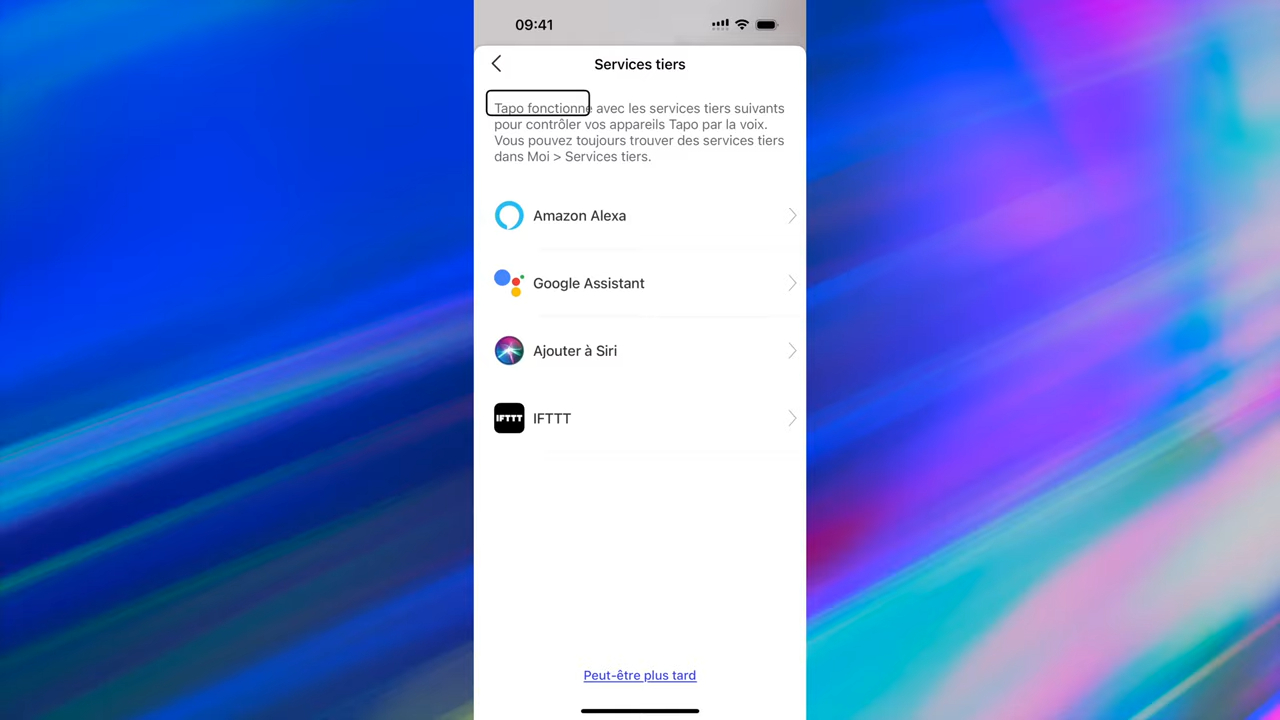 09:41
Services tiers
Tapo fonctionne avec les services tiers suivants
pour contrôler vos appareils Tapo par la voix.
Vous pouvez toujours trouver des services tiers
dans Moi > Services tiers.
Amazon Alexa
Google Assistant
Ajouter à Siri
IFTTT IFTTT
Peut-être plus tard